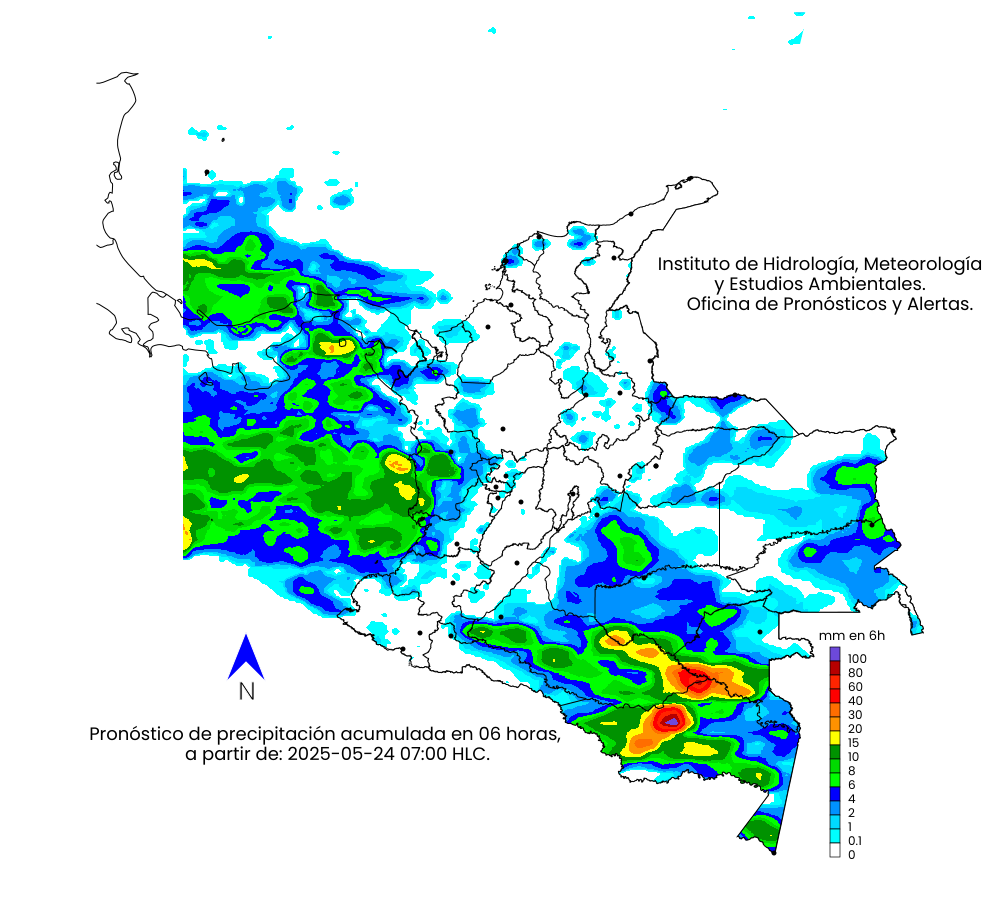 Instituto de Hidrología, Meteorología
y Estudios Ambientales.
Oficina de Pronósticos y Alertas.
mm en 6h
100
80
60
40
30
20
15
10
8
6
4
2
1
0.1
0
N
Pronóstico de precipitación acumulada en 06 horas,
a partir de: 2025-05-24 07:00 HLC.